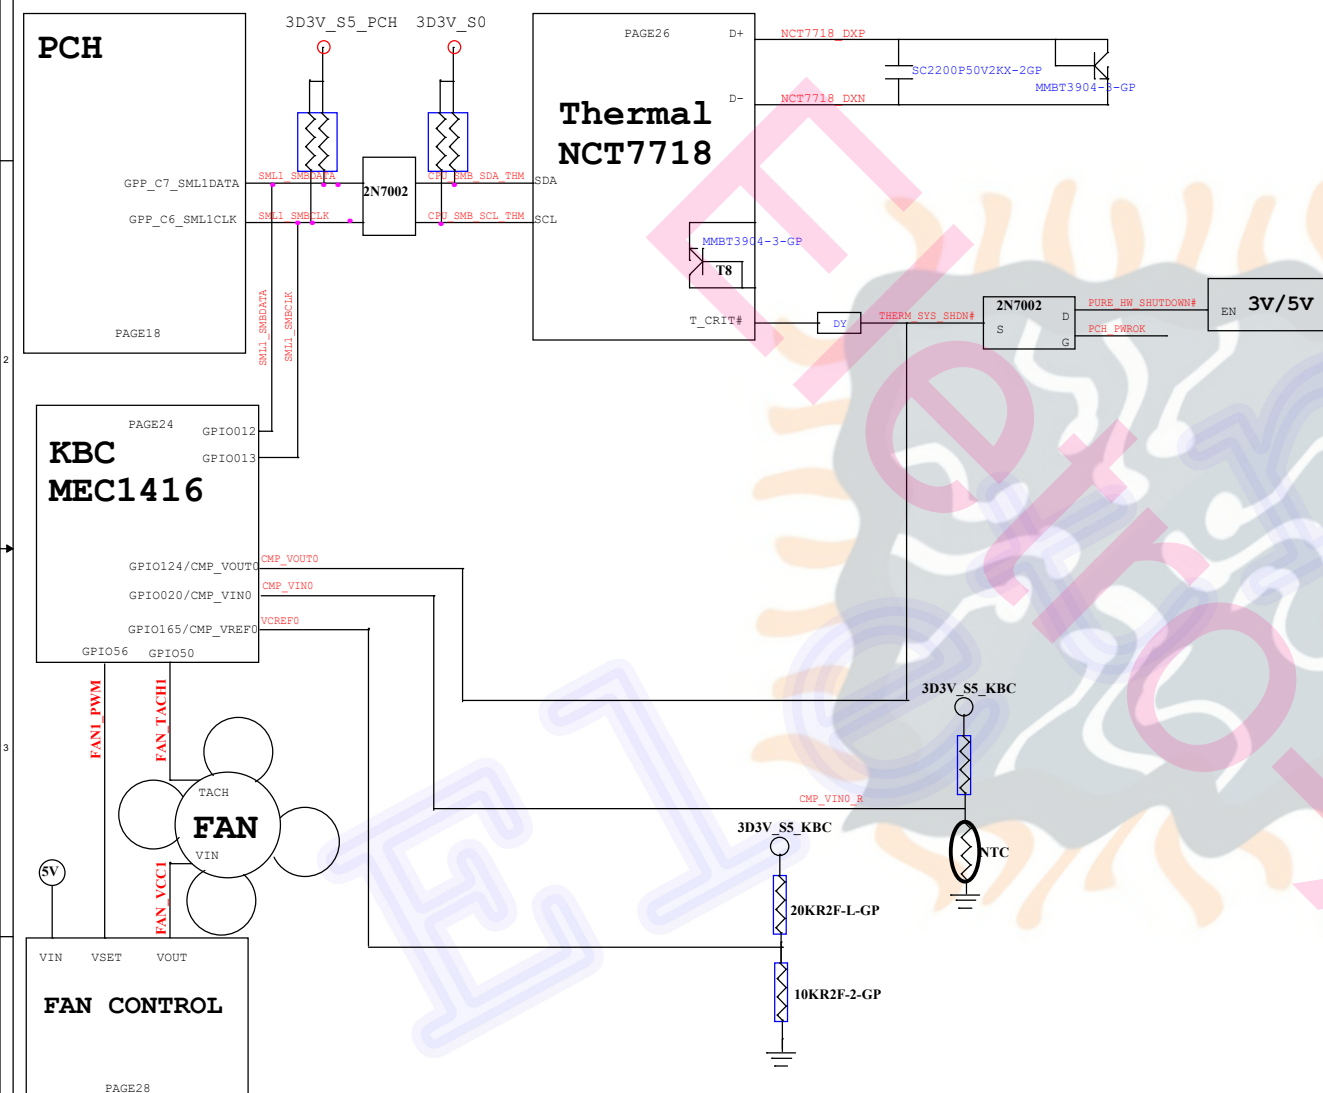 3D3V_S5_PCH 3D3V_S0
PCH
GPP_C7_SML1DATA
GPP_C6_SML1CLK
PAGE18
SML1_SMBDATA
SML1_SMBCLK
2N7002
CPU_SMB_SDA_THM
CPU_SMB_SCL_THM
SML1_SMBDATA
SML1_SMBCLK
PAGE26
Thermal
NCT7718
D+
D-
SDA
SCL
MMBT3904-3-GP
T8
T_CRIT#
NCT7718_DXP
NCT7718_DXN
SC2200P50V2KX-2GP
MMBT3904-3-GP
DY
THERM_SYS_SHDN#
2N7002
D
S
G
PURE_HW_SHUTDOWN#
PCH_PWROK
EN 3V/5V
2
3
PAGE24
KBC
MEC1416
GPIO012
GPIO013
GPIO124/CMP_VOUT0
GPIO020/CMP_VIN0
GPIO165/CMP_VREF0
GPIO56 GPIO50
CMP_VOUT0
CMP_VIN0
VCREF0
FAN1_PWM
FAN_TACH1
TACH
FAN
VIN
FAN_VCC1
5V
VIN VSET VOUT
FAN CONTROL
PAGE28
3D3V_S5_KBC
CMP_VIN0_R
NTC
3D3V_S5_KBC
20KR2F-L-GP
10KR2F-2-GP